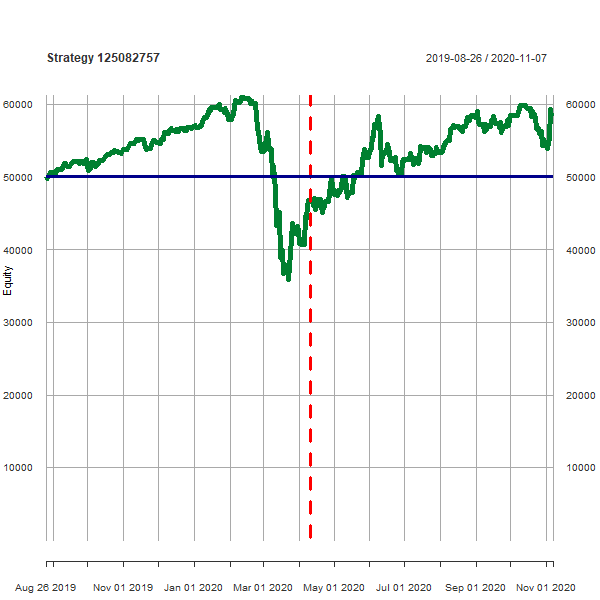 Strategy 125082757
2019-08-26 / 2020-11-07
60000
60000
50000
50000
40000
40000
Equity
30000
30000
20000
20000
10000
10000
Aug 26 2019
Nov 01 2019
Jan 01 2020
Mar 01 2020
May 01 2020
Jul 01 2020
Sep 01 2020
Nov 01 2020